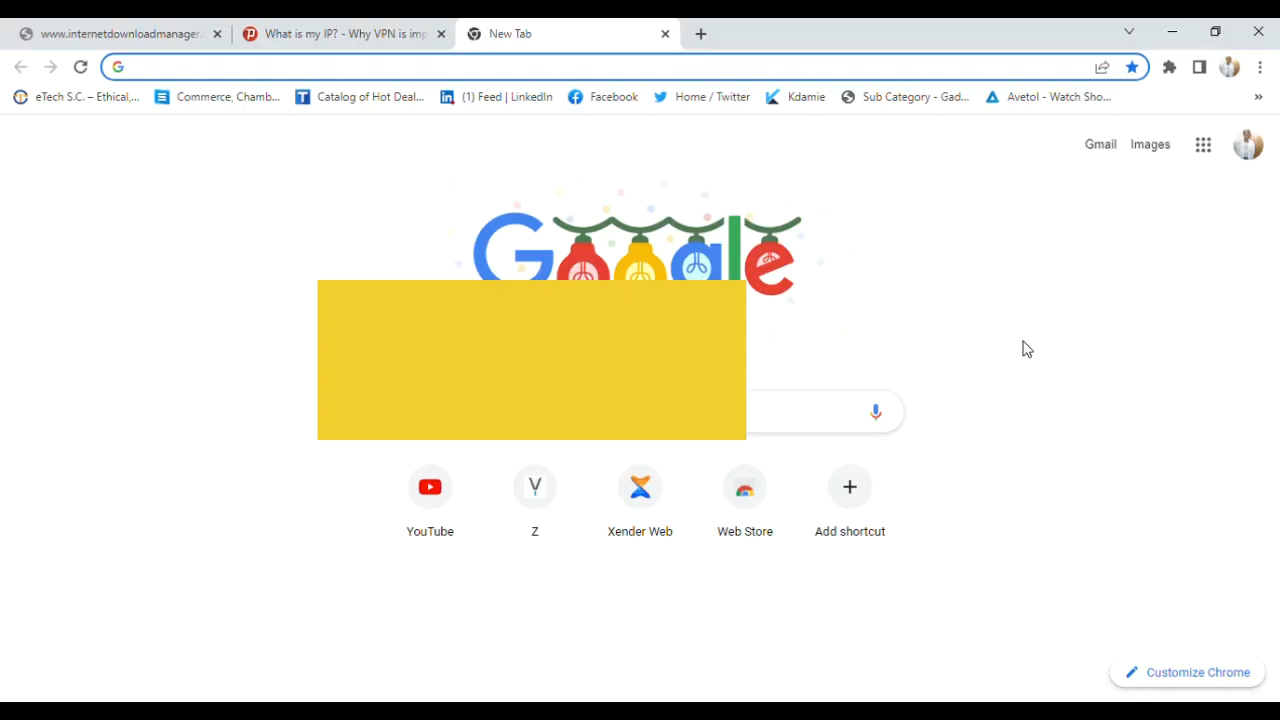 www.internetdownloadmanager.
What is my IP? - Why VPN is imp
New Tab
eTech S.C. – Ethical,...
Commerce, Chamb...
Catalog of Hot Deal...
(1) Feed | LinkedIn
Facebook
Home / Twitter
Kdamie
Sub Category - Gad...
Avetol - Watch Sho...
Gmail
Images
Google
YouTube
Z
Xender Web
Web Store
Add shortcut
Customize Chrome